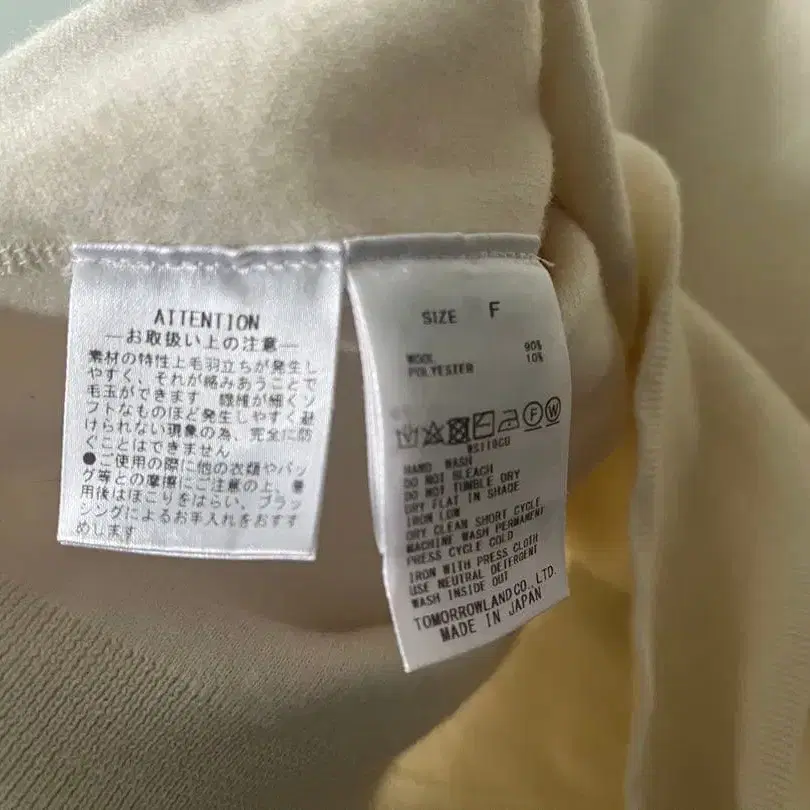 ATTENTION
―お取扱い上の注意―
素材の特性上毛羽立ちが発生し
やすく、それが絡みあうことで
毛玉ができます 繊維が細くソ
フトなものほど発生しやすく避
けられない現象の為、完全に防
ぐことはできません
●ご使用の際に他の衣類やバッ
グ等との摩擦にご注意の上、着
用後はほこりをはらい、ブラッ
シングによるお手入れをおすす
めします
SIZE F
WOOL 90%
POLYESTER 10%
F W
WS110CU
HAND WASH
DO NOT BLEACH
DO NOT TUMBLE DRY
DRY FLAT IN SHADE
IRON LOW
DRY CLEAN SHORT CYCLE
MACHINE WASH PERMANENT
PRESS CYCLE COLD
IRON WITH PRESS CLOTH
USE NEUTRAL DETERGENT
WASH INSIDE OUT
TOMORROWLAND CO., LTD.
MADE IN JAPAN